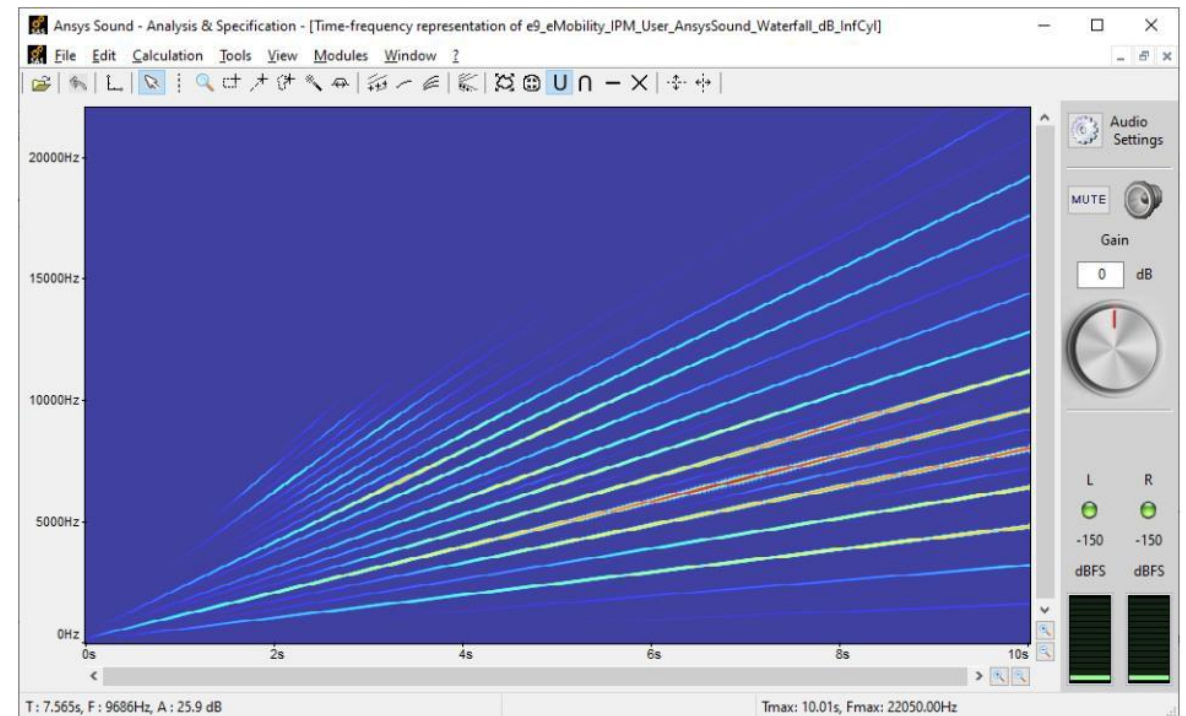 Ansys Sound - Analysis & Specification - [Time-frequency representation of e9_eMobility_IPM_User_AnsysSound_Waterfall_dB_InfCyl]
File Edit Calculation Tools View Modules Window ?
20000Hz
15000Hz
10000Hz
5000Hz
0Hz
0s 2s 4s 6s 8s 10s
Audio
Settings
MUTE
Gain
0 dB
L R
-150 -150
dBFS dBFS
T : 7.565s, F : 9686Hz, A : 25.9 dB
Tmax: 10.01s, Fmax: 22050.00Hz